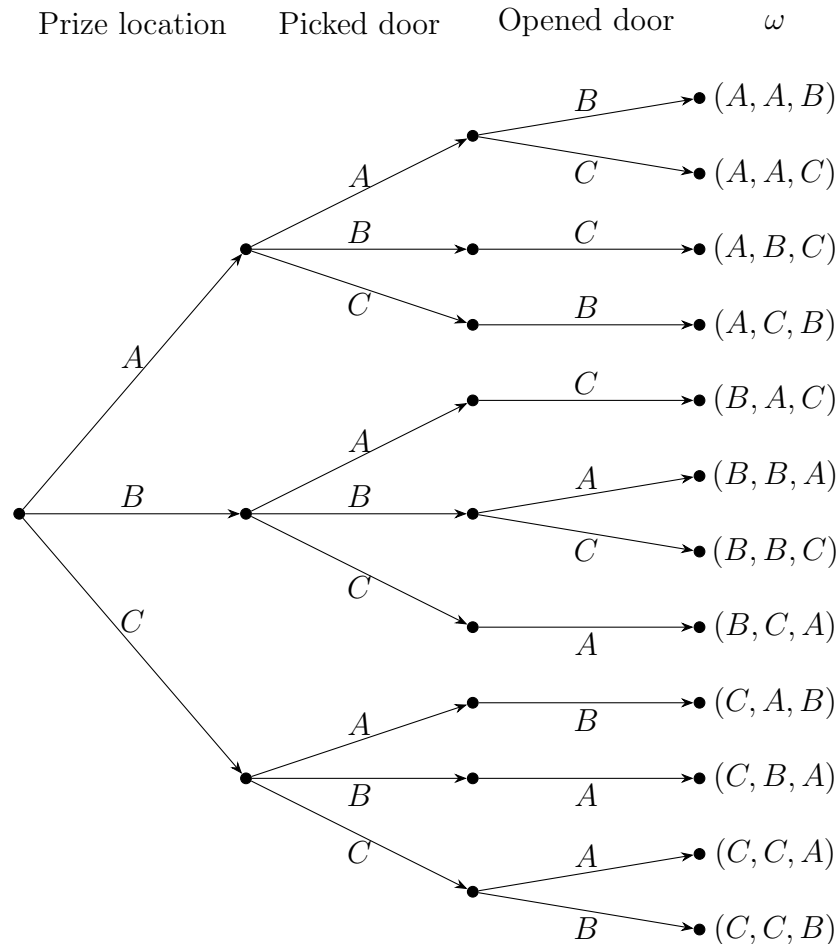 Prize location Picked door Opened door ω
B (A, A, B)
A C (A, A, C)
B C (A, B, C)
C B (A, C, B)
A
C (B, A, C)
A
A (B, B, A)
B B
C (B, B, C)
C
A (B, C, A)
C
A B (C, A, B)
B A (C, B, A)
C A (C, C, A)
B (C, C, B)